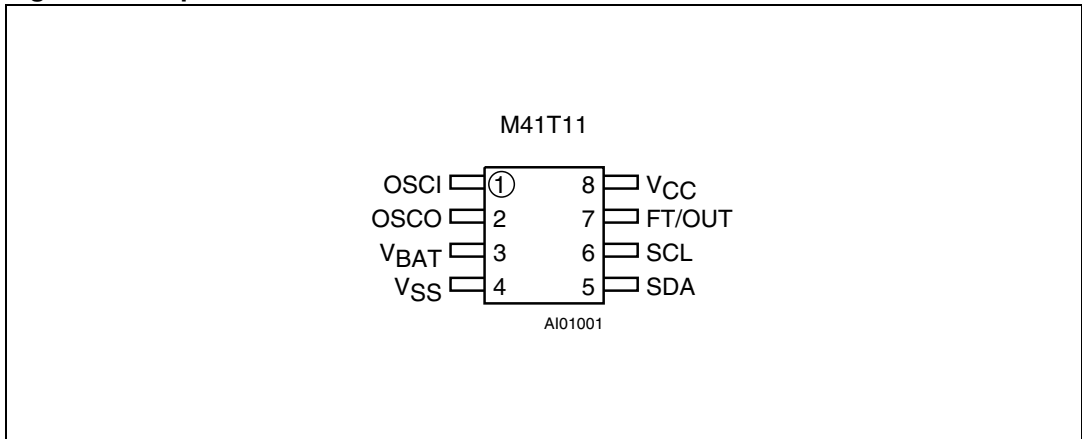 M41T11
OSCI 1 8 VCC
OSCO 2 7 FT/OUT
VBAT 3 6 SCL
VSS 4 5 SDA
AI01001